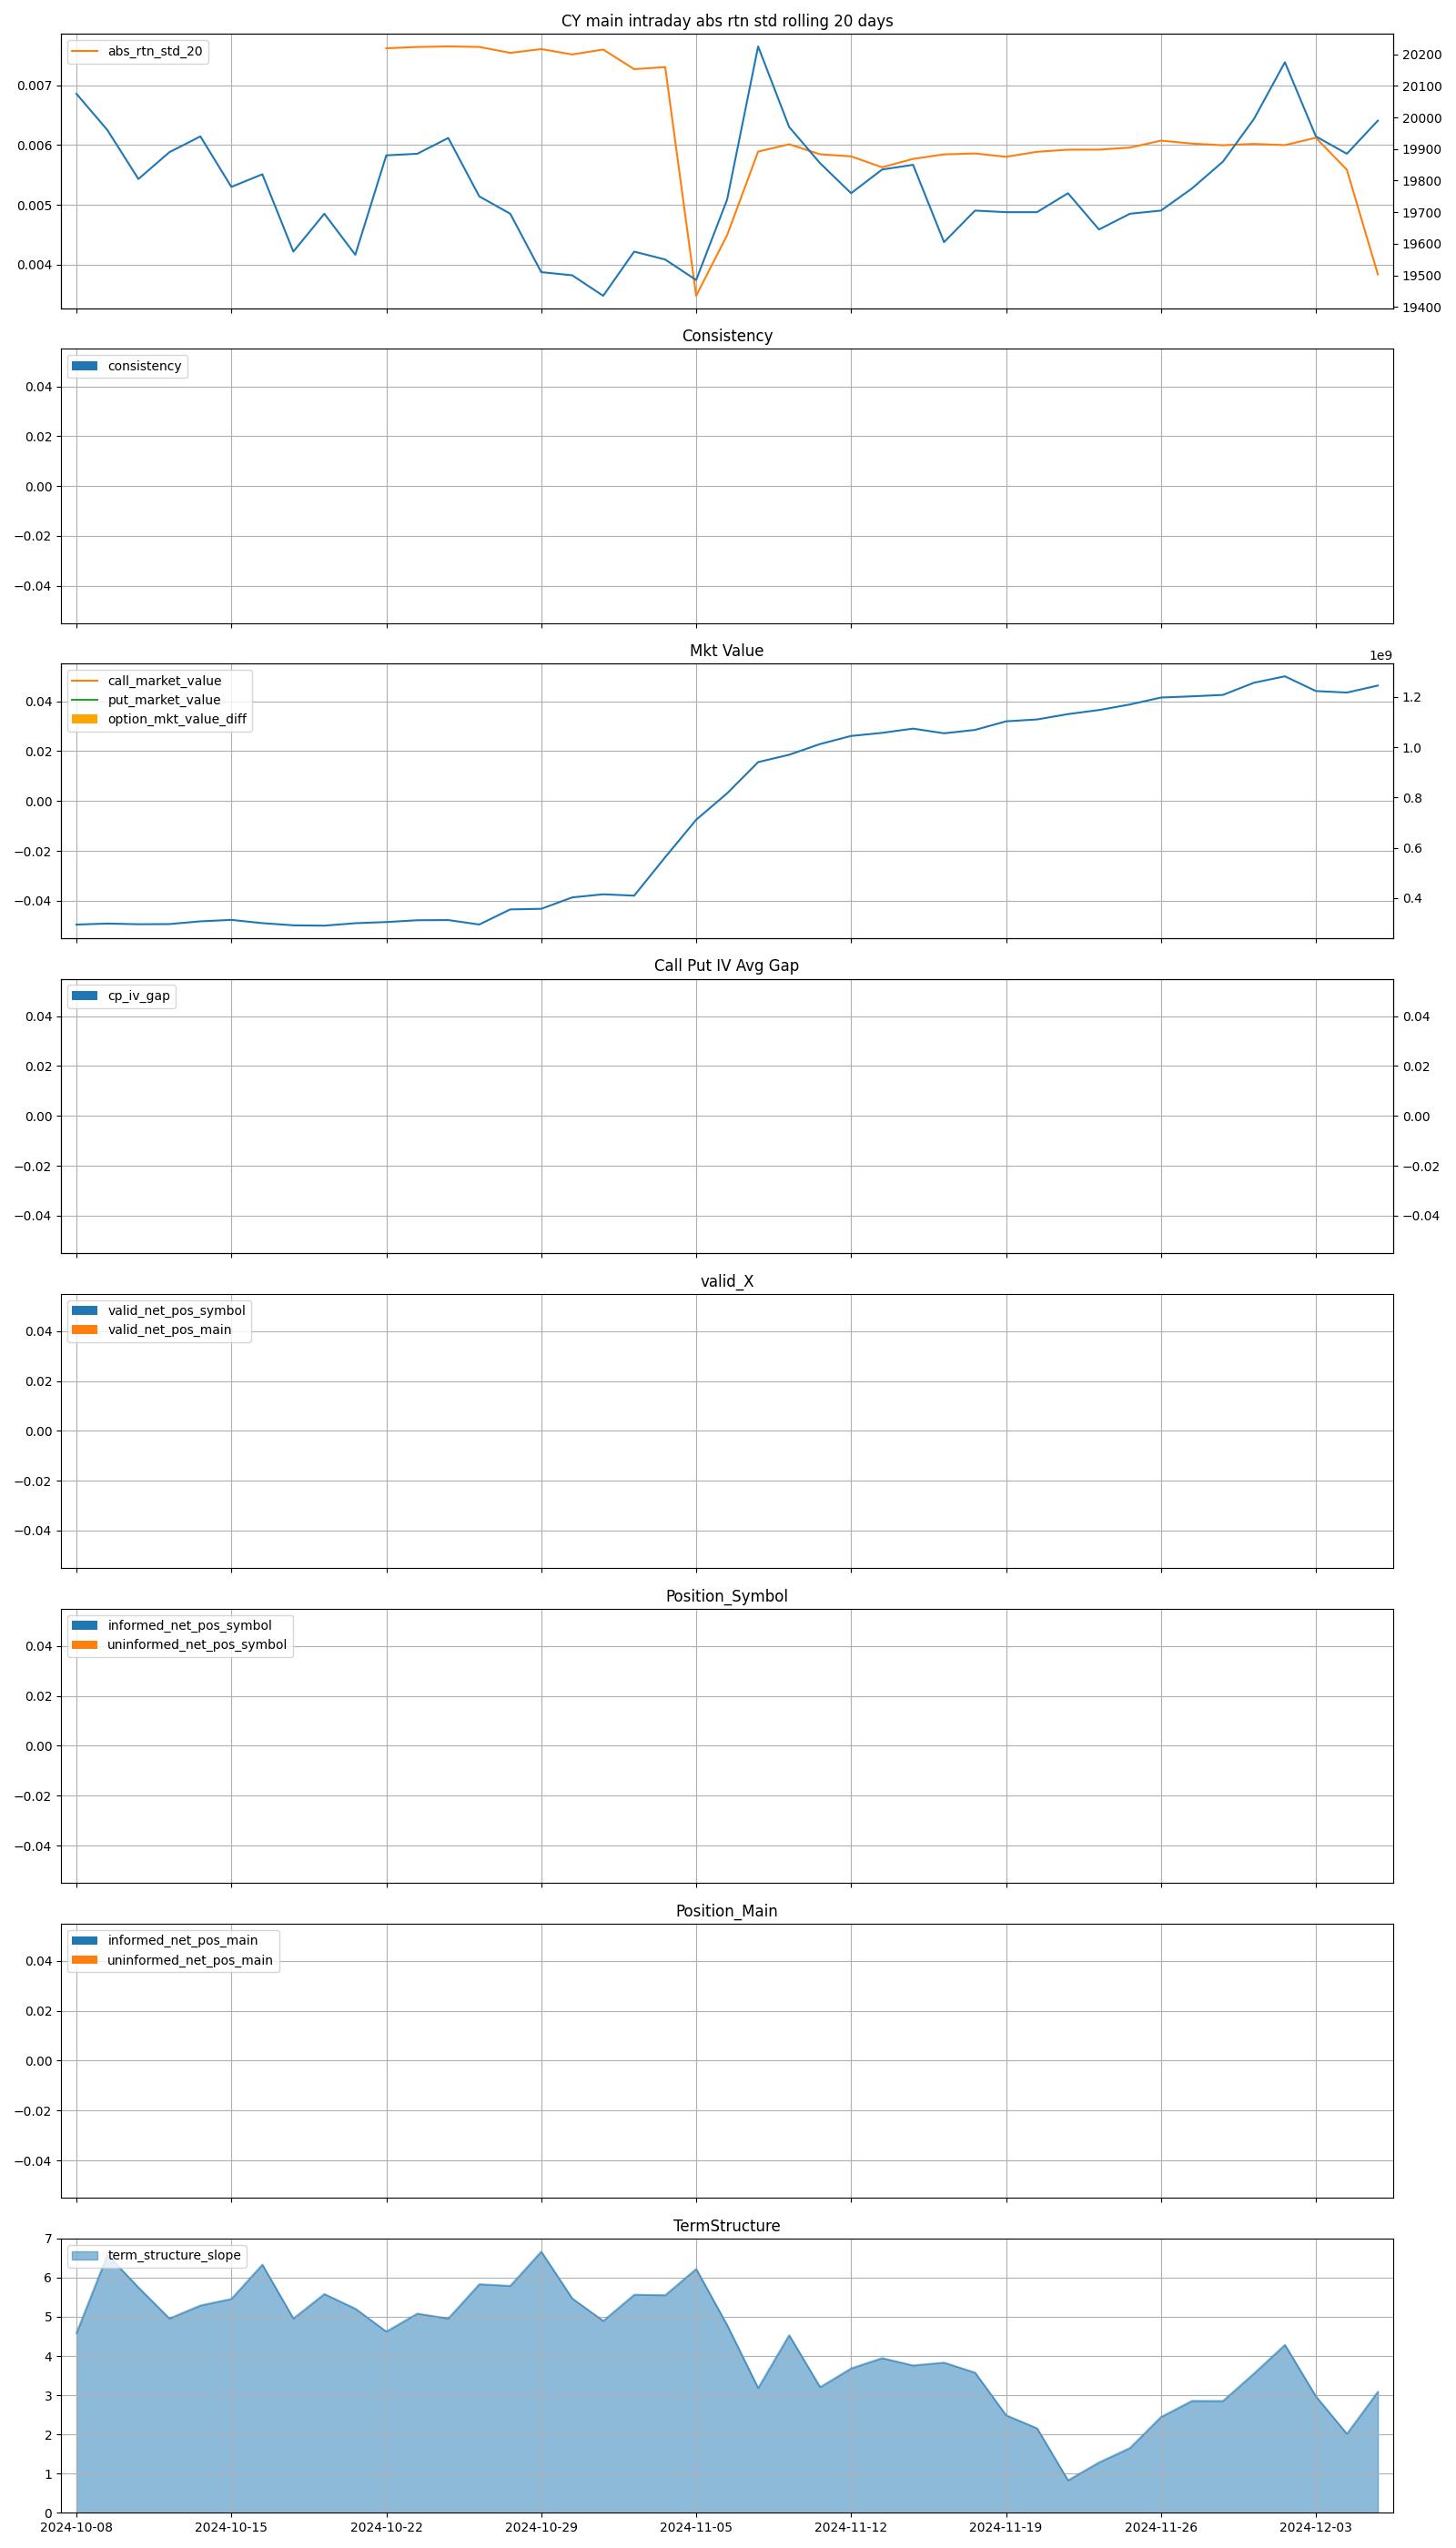 CY main intraday abs rtn std rolling 20 days
abs_rtn_std_20
0.007
0.006
0.005
0.004
20200
20100
20000
19900
19800
19700
19600
19500
19400
Consistency
consistency
0.04
0.02
0.00
−0.02
−0.04
Mkt Value
1e9
call_market_value
put_market_value
option_mkt_value_diff
0.04
0.02
0.00
−0.02
−0.04
1.2
1.0
0.8
0.6
0.4
Call Put IV Avg Gap
cp_iv_gap
0.04
0.02
0.00
−0.02
−0.04
0.04
0.02
0.00
−0.02
−0.04
valid_X
valid_net_pos_symbol
valid_net_pos_main
0.04
0.02
0.00
−0.02
−0.04
Position_Symbol
informed_net_pos_symbol
uninformed_net_pos_symbol
0.04
0.02
0.00
−0.02
−0.04
Position_Main
informed_net_pos_main
uninformed_net_pos_main
0.04
0.02
0.00
−0.02
−0.04
TermStructure
term_structure_slope
7
6
5
4
3
2
1
0
2024-10-08 2024-10-15 2024-10-22 2024-10-29 2024-11-05 2024-11-12 2024-11-19 2024-11-26 2024-12-03